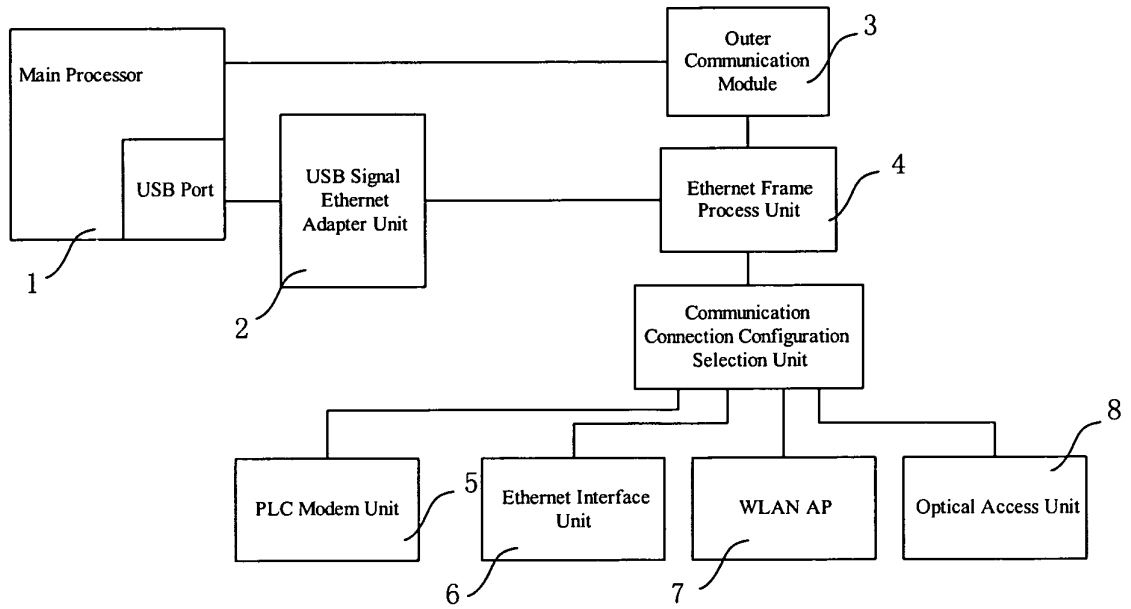 Main Processor
USB Port
1
USB Signal
Ethernet
Adapter Unit
2
Outer
Communication
Module
3
Ethernet Frame
Process Unit
4
Communication
Connection Configuration
Selection Unit
PLC Modem Unit
5
Ethernet Interface
Unit
6
WLAN AP
7
Optical Access Unit
8